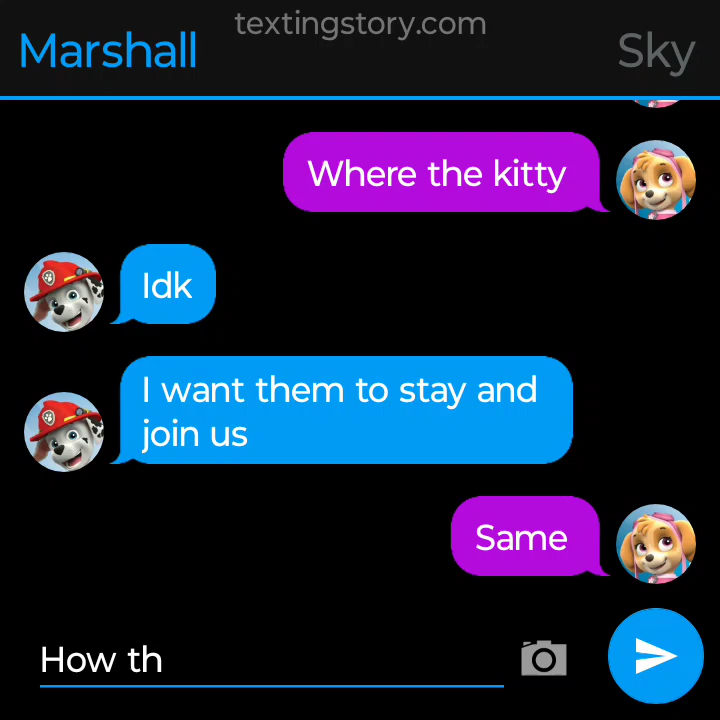 textingstory.com
Marshall
Sky
Where the kitty
Idk
I want them to stay and
join us
Same
How th